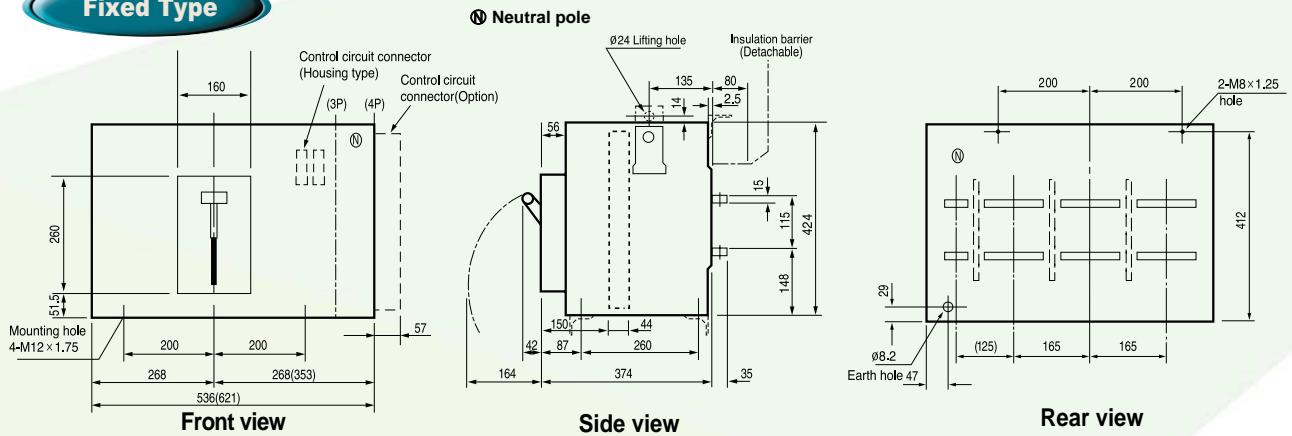 Fixed Type
Ⓝ Neutral pole
160
Control circuit connector
(Housing type)
Control circuit
connector(Option)
(3P)
(4P)
Ⓝ
260
51.5
Mounting hole
4-M12×1.75
200
200
57
268
268(353)
536(621)
Front view
Ø24 Lifting hole
Insulation barrier
(Detachable)
135
80
14
2.5
56
15
115
424
148
150
44
42
87
260
164
374
35
Side view
200
200
2-M8×1.25
hole
Ⓝ
412
29
Ø8.2
Earth hole 47
(125)
165
165
Rear view